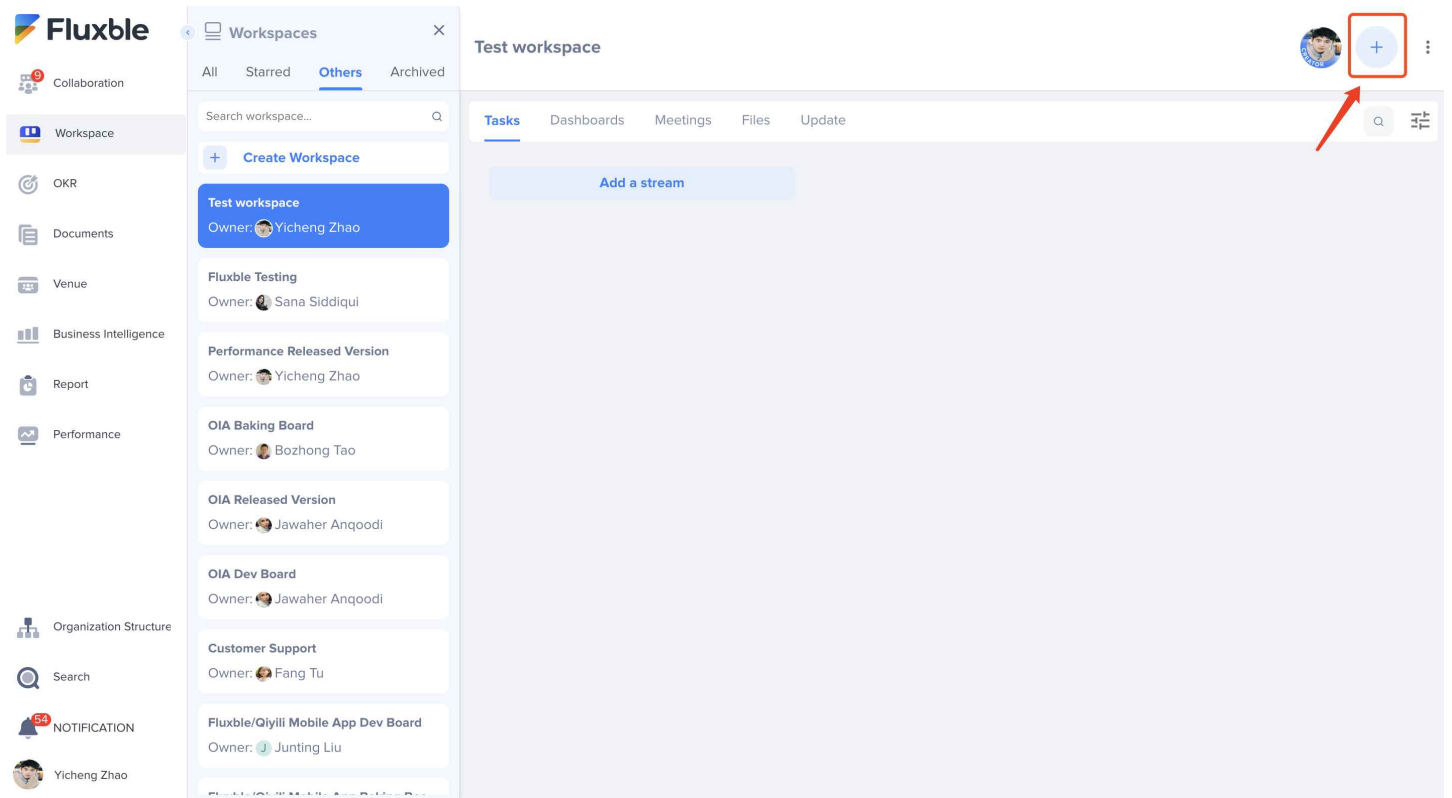 Fluxble
9
Collaboration
Workspace
OKR
Documents
Venue
Business Intelligence
Report
Performance
Organization Structure
Search
54
NOTIFICATION
Yicheng Zhao
Workspaces
All Starred Others Archived
Search workspace...
Create Workspace
Test workspace
Owner: Yicheng Zhao
Fluxble Testing
Owner: Sana Siddiqui
Performance Released Version
Owner: Yicheng Zhao
OIA Baking Board
Owner: Bozhong Tao
OIA Released Version
Owner: Jawaher Anqoodi
OIA Dev Board
Owner: Jawaher Anqoodi
Customer Support
Owner: Fang Tu
Fluxble/Qiyili Mobile App Dev Board
Owner: J Junting Liu
Test workspace
CREATOR
Tasks Dashboards Meetings Files Update
Add a stream